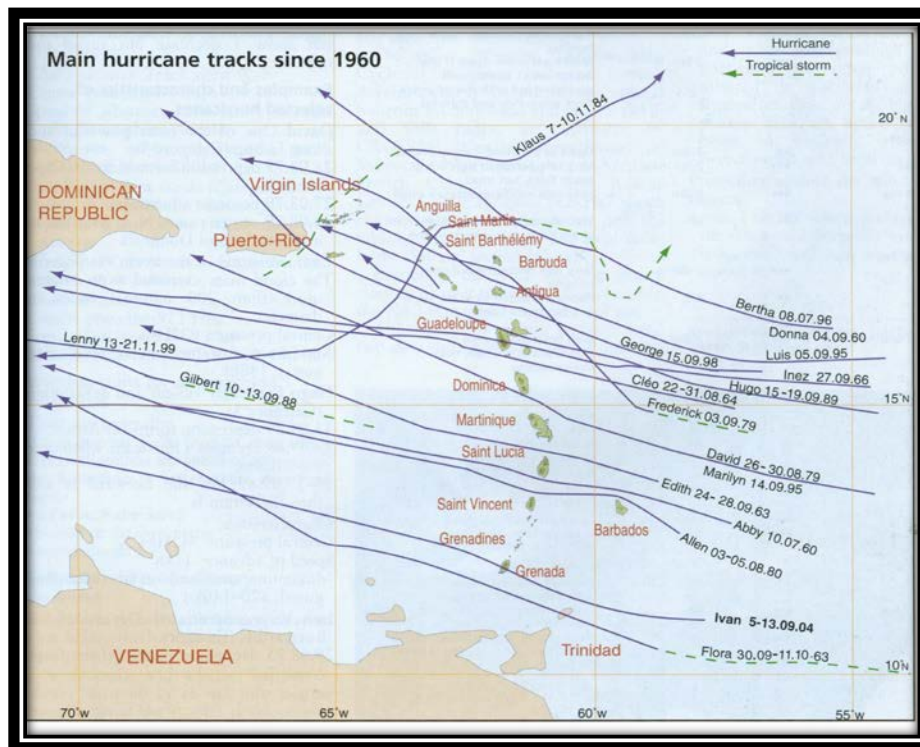 Main hurricane tracks since 1960
Hurricane
Tropical storm
20°N
Klaus 7-10.11.84
DOMINICAN
REPUBLIC
Virgin Islands
Puerto-Rico
Anguilla
Saint Martin
Saint Barthélémy
Barbuda
Antigua
Bertha 08.07.96
Donna 04.09.60
Guadeloupe
George 15.09.98
Luis 05.09.95
Lenny 13-21.11.99
Inez 27.09.66
Cléo 22-31.08.64
Hugo 15-19.09.89
Gilbert 10-13.09.88
Dominica
Frederick 03.09.79
15°N
Martinique
David 26-30.08.79
Saint Lucia
Marilyn 14.09.95
Edith 24-28.09.63
Saint Vincent
Barbados
Abby 10.07.60
Grenadines
Allen 03-05.08.80
Grenada
Ivan 5-13.09.04
VENEZUELA
Trinidad
Flora 30.09-11.10-63
10°N
70°W
65°W
60°W
55°W